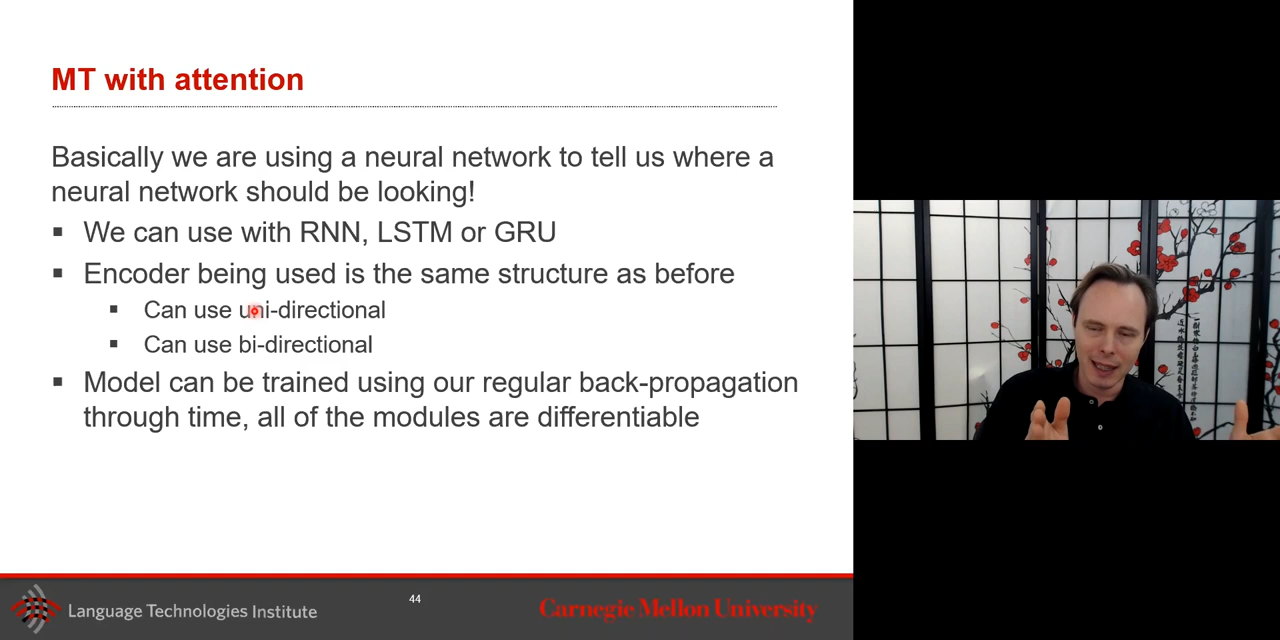 MT with attention
Basically we are using a neural network to tell us where a
neural network should be looking!
▪ We can use with RNN, LSTM or GRU
▪ Encoder being used is the same structure as before
▪ Can use uni-directional
▪ Can use bi-directional
▪ Model can be trained using our regular back-propagation
through time, all of the modules are differentiable
Language Technologies Institute
44
Carnegie Mellon University